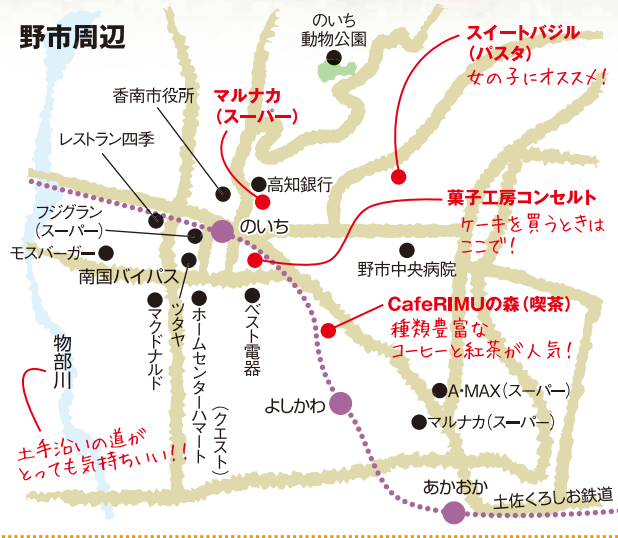 野市周辺
のいち
動物公園
スイートバジル
(パスタ)
女の子にオススメ!
香南市役所
マルナカ
(スーパー)
レストラン四季
高知銀行
フジグラン
(スーパー)
のいち
菓子工房コンセルト
ケーキを買うときは
ここで!
モスバーガー
南国バイパス
野市中央病院
ツタヤ
マクドナルド
ホームセンターハマート
(クエスト)
ベスト電器
CafeRIMUの森(喫茶)
種類豊富な
コーヒーと紅茶が人気!
物部川
A・MAX(スーパー)
よしかわ
マルナカ(スーパー)
土手沿いの道が
とっても気持ちいい!!
あかおか
土佐くろしお鉄道